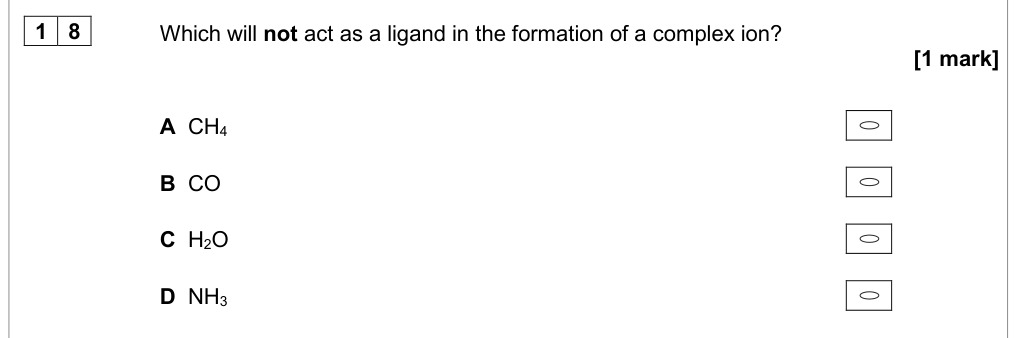 1 8 Which will not act as a ligand in the formation of a complex ion?
[1 mark]
A CH₄
B CO
C H₂O
D NH₃